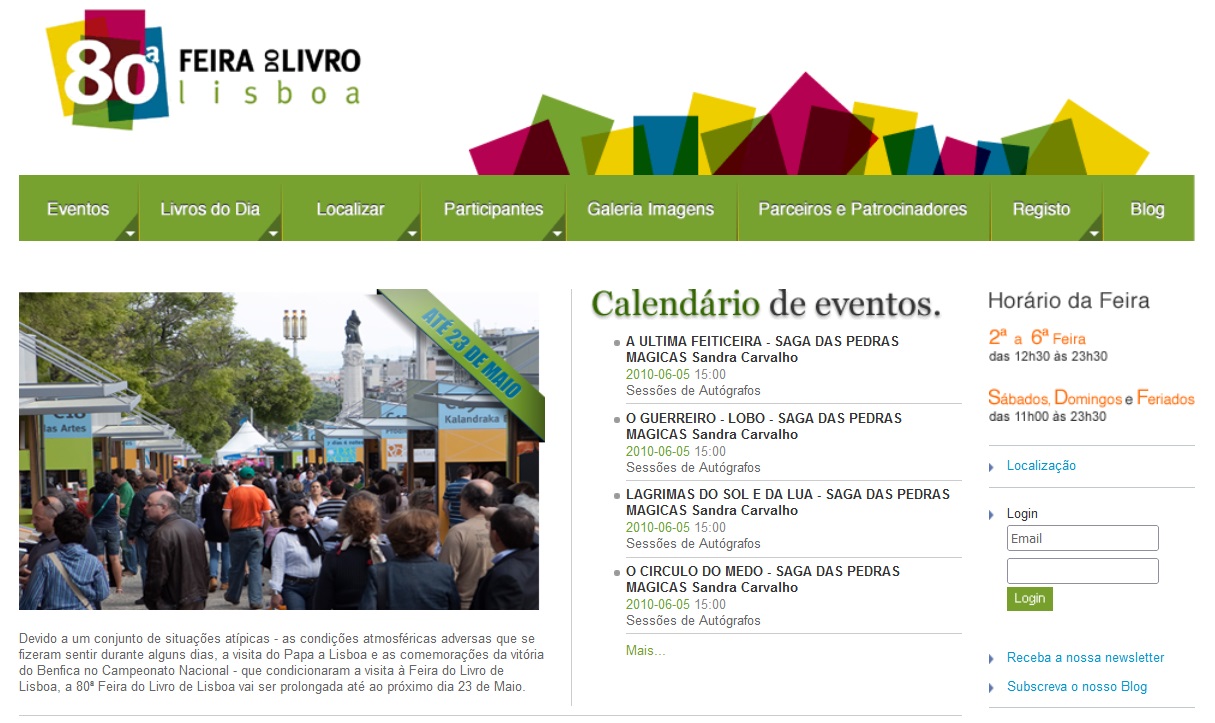 80ª FEIRA DO LIVRO
lisboa
Eventos
Livros do Dia
Localizar
Participantes
Galeria Imagens
Parceiros e Patrocinadores
Registo
Blog
ATÉ 23 DE MAIO
las Artes
Kalandraka
Devido a um conjunto de situações atípicas - as condições atmosféricas adversas que se
fizeram sentir durante alguns dias, a visita do Papa a Lisboa e as comemorações da vitória
do Benfica no Campeonato Nacional - que condicionaram a visita à Feira do Livro de
Lisboa, a 80ª Feira do Livro de Lisboa vai ser prolongada até ao próximo dia 23 de Maio.
Calendário de eventos.
A ULTIMA FEITICEIRA - SAGA DAS PEDRAS
MAGICAS Sandra Carvalho
2010-06-05 15:00
Sessões de Autógrafos
O GUERREIRO - LOBO - SAGA DAS PEDRAS
MAGICAS Sandra Carvalho
2010-06-05 15:00
Sessões de Autógrafos
LAGRIMAS DO SOL E DA LUA - SAGA DAS PEDRAS
MAGICAS Sandra Carvalho
2010-06-05 15:00
Sessões de Autógrafos
O CIRCULO DO MEDO - SAGA DAS PEDRAS
MAGICAS Sandra Carvalho
2010-06-05 15:00
Sessões de Autógrafos
Mais...
Horário da Feira
2ª a 6ª Feira
das 12h30 às 23h30
Sábados, Domingos e Feriados
das 11h00 às 23h30
Localização
Login
Email
Login
Receba a nossa newsletter
Subscreva o nosso Blog